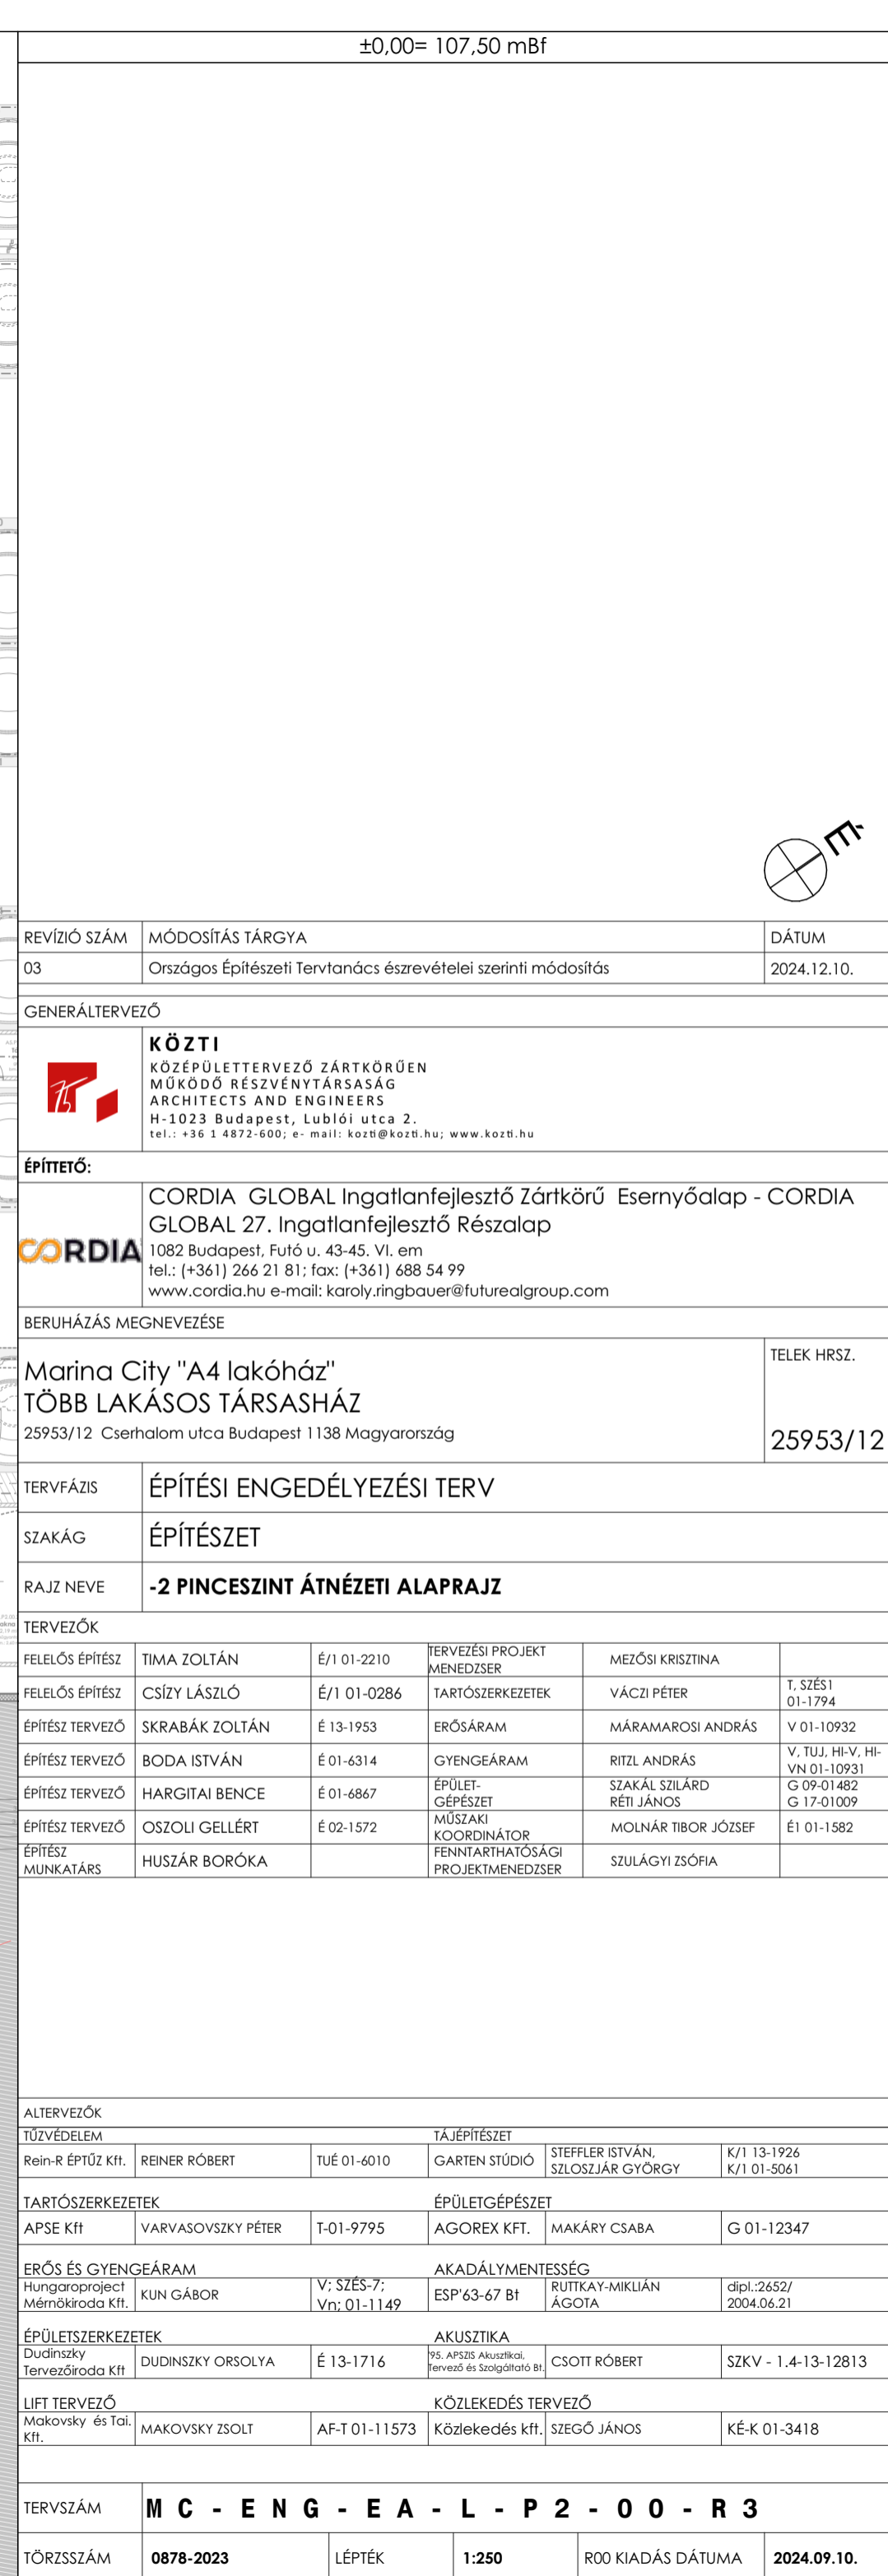 ±0,00= 107,50 mBf
É
REVÍZIÓ SZÁM MÓDOSÍTÁS TÁRGYA DÁTUM
03 Országos Építészeti Tervtanács észrevételei szerinti módosítás 2024.12.10.
GENERÁLTERVEZŐ
KÖZTI
KÖZÉPÜLETTERVEZŐ ZÁRTKÖRŰEN
MŰKÖDŐ RÉSZVÉNYTÁRSASÁG
ARCHITECTS AND ENGINEERS
H-1023 Budapest, Lublói utca 2.
tel.: +36 1 4872-600; e- mail: kozti@kozti.hu; www.kozti.hu
ÉPÍTTETŐ:
CORDIA
CORDIA GLOBAL Ingatlanfejlesztő Zártkörű Esernyőalap - CORDIA
GLOBAL 27. Ingatlanfejlesztő Részalap
1082 Budapest, Futó u. 43-45. VI. em
tel.: (+361) 266 21 81; fax: (+361) 688 54 99
www.cordia.hu e-mail: karoly.ringbauer@futurealgroup.com
BERUHÁZÁS MEGNEVEZÉSE
Marina City "A4 lakóház"
TÖBB LAKÁSOS TÁRSASHÁZ
25953/12 Cserhalom utca Budapest 1138 Magyarország
TELEK HRSZ.
25953/12
TERVFÁZIS ÉPÍTÉSI ENGEDÉLYEZÉSI TERV
SZAKÁG ÉPÍTÉSZET
RAJZ NEVE -2 PINCESZINT ÁTNÉZETI ALAPRAJZ
TERVEZŐK
FELELŐS ÉPÍTÉSZ TIMA ZOLTÁN É/1 01-2210 TERVEZÉSI PROJEKT
MENEDZSER MEZŐSI KRISZTINA
FELELŐS ÉPÍTÉSZ CSÍZY LÁSZLÓ É/1 01-0286 TARTÓSZERKEZETEK VÁCZI PÉTER T, SZÉS1
01-1794
ÉPÍTÉSZ TERVEZŐ SKRABÁK ZOLTÁN É 13-1953 ERŐSÁRAM MÁRAMAROSI ANDRÁS V 01-10932
ÉPÍTÉSZ TERVEZŐ BODA ISTVÁN É 01-6314 GYENGEÁRAM RITZL ANDRÁS V, TUJ, HI-V, HI-
VN 01-10931
ÉPÍTÉSZ TERVEZŐ HARGITAI BENCE É 01-6867 ÉPÜLET-
GÉPÉSZET SZAKÁL SZILÁRD G 09-01482
RÉTI JÁNOS G 17-01009
ÉPÍTÉSZ TERVEZŐ OSZOLI GELLÉRT É 02-1572 MŰSZAKI
KOORDINÁTOR MOLNÁR TIBOR JÓZSEF É1 01-1582
ÉPÍTÉSZ
MUNKATÁRS HUSZÁR BORÓKA FENNTARTHATÓSÁGI
PROJEKTMENEDZSER SZULÁGYI ZSÓFIA
ALTERVEZŐK
TŰZVÉDELEM TÁJÉPÍTÉSZET
Rein-R ÉPTŰZ Kft. REINER RÓBERT TUÉ 01-6010 GARTEN STÚDIÓ STEFFLER ISTVÁN, K/1 13-1926
SZLOSZJÁR GYÖRGY K/1 01-5061
TARTÓSZERKEZETEK ÉPÜLETGÉPÉSZET
APSE Kft VARVASOVSZKY PÉTER T-01-9795 AGOREX KFT. MAKÁRY CSABA G 01-12347
ERŐS ÉS GYENGEÁRAM AKADÁLYMENTESSÉG
Hungaroproject
Mérnökiroda Kft. KUN GÁBOR V; SZÉS-7;
Vn; 01-1149 ESP'63-67 Bt RUTTKAY-MIKLIÁN
ÁGOTA dipl.:2652/
2004.06.21
ÉPÜLETSZERKEZETEK AKUSZTIKA
Dudinszky
Tervezőiroda Kft DUDINSZKY ORSOLYA É 13-1716 '95. APSZIS Akusztikai,
Tervező és Szolgáltató Bt. CSOTT RÓBERT SZKV - 1.4-13-12813
LIFT TERVEZŐ KÖZLEKEDÉS TERVEZŐ
Makovsky és Tai.
Kft. MAKOVSKY ZSOLT AF-T 01-11573 Közlekedés kft. SZEGŐ JÁNOS KÉ-K 01-3418
TERVSZÁM MC-ENG-EA-L-P2-00-R3
TÖRZSSZÁM 0878-2023 LÉPTÉK 1:250 R00 KIADÁS DÁTUMA 2024.09.10.